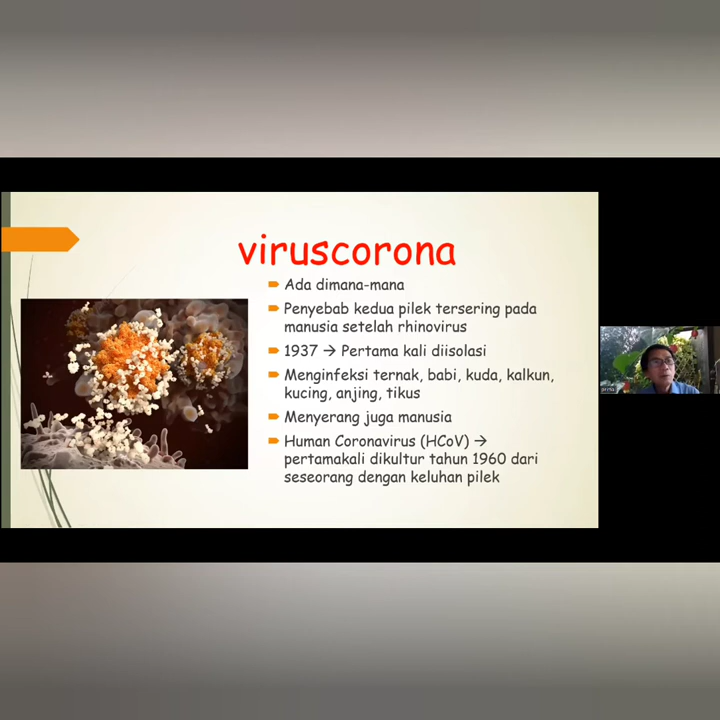 viruscorona
Ada dimana-mana
Penyebab kedua pilek tersering pada
manusia setelah rhinovirus
1937 → Pertama kali diisolasi
Menginfeksi ternak, babi, kuda, kalkun,
kucing, anjing, tikus
Menyerang juga manusia
Human Coronavirus (HCoV) →
pertamakali dikultur tahun 1960 dari
seseorang dengan keluhan pilek